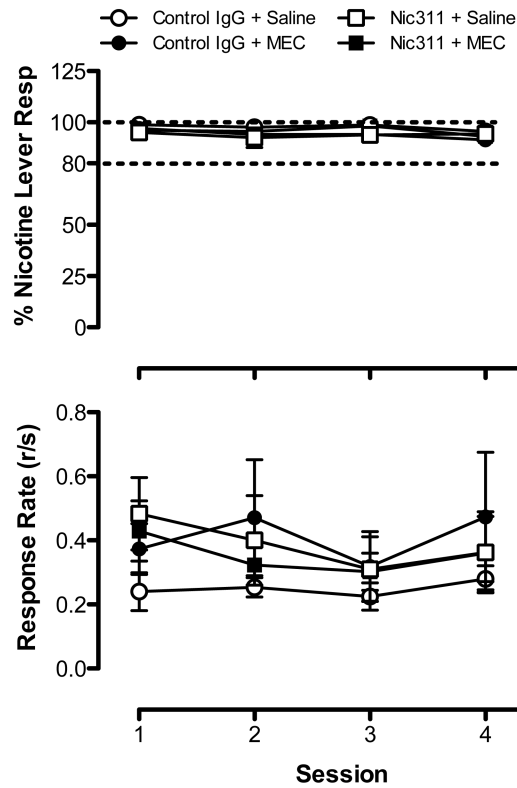 Control IgG + Saline
Nic311 + Saline
Control IgG + MEC
Nic311 + MEC
% Nicotine Lever Resp
125
100
80
50
25
0
Response Rate (r/s)
0.8
0.6
0.4
0.2
0.0
1 2 3 4
Session